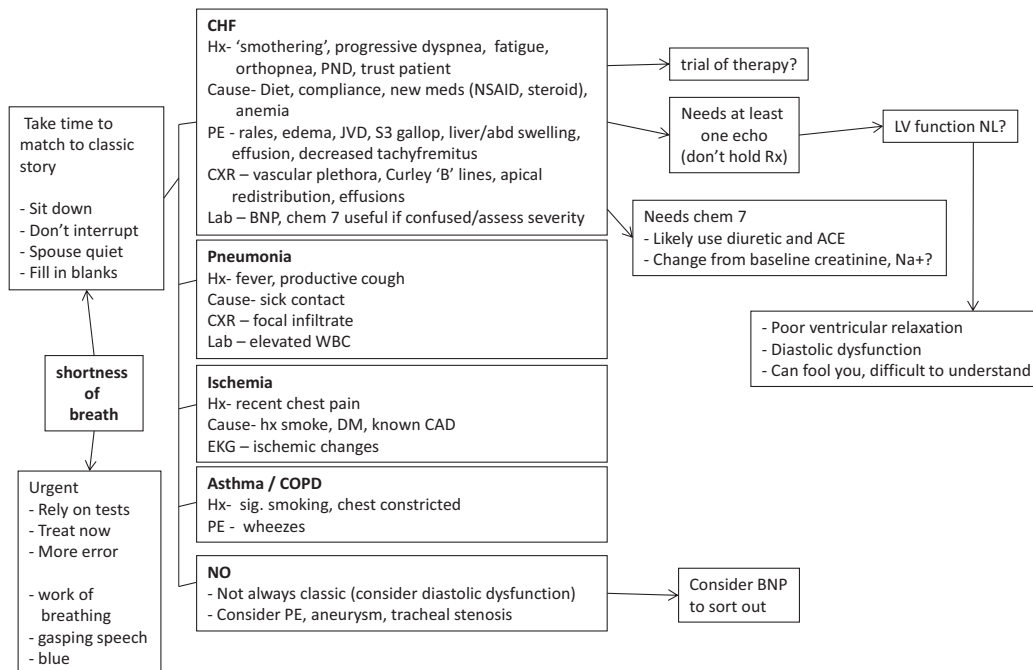 Take time to
match to classic
story
- Sit down
- Don't interrupt
- Spouse quiet
- Fill in blanks
shortness
of
breath
Urgent
- Rely on tests
- Treat now
- More error
- work of
breathing
- gasping speech
- blue
CHF
Hx- 'smothering', progressive dyspnea, fatigue,
orthopnea, PND, trust patient
Cause- Diet, compliance, new meds (NSAID, steroid),
anemia
PE - rales, edema, JVD, S3 gallop, liver/abd swelling,
effusion, decreased tachyfremitus
CXR – vascular plethora, Curley 'B' lines, apical
redistribution, effusions
Lab – BNP, chem 7 useful if confused/assess severity
Pneumonia
Hx- fever, productive cough
Cause- sick contact
CXR – focal infiltrate
Lab – elevated WBC
Ischemia
Hx- recent chest pain
Cause- hx smoke, DM, known CAD
EKG – ischemic changes
Asthma / COPD
Hx- sig. smoking, chest constricted
PE - wheezes
NO
- Not always classic (consider diastolic dysfunction)
- Consider PE, aneurysm, tracheal stenosis
trial of therapy?
Needs at least
one echo
(don't hold Rx)
LV function NL?
Needs chem 7
- Likely use diuretic and ACE
- Change from baseline creatinine, Na+?
- Poor ventricular relaxation
- Diastolic dysfunction
- Can fool you, difficult to understand
Consider BNP
to sort out